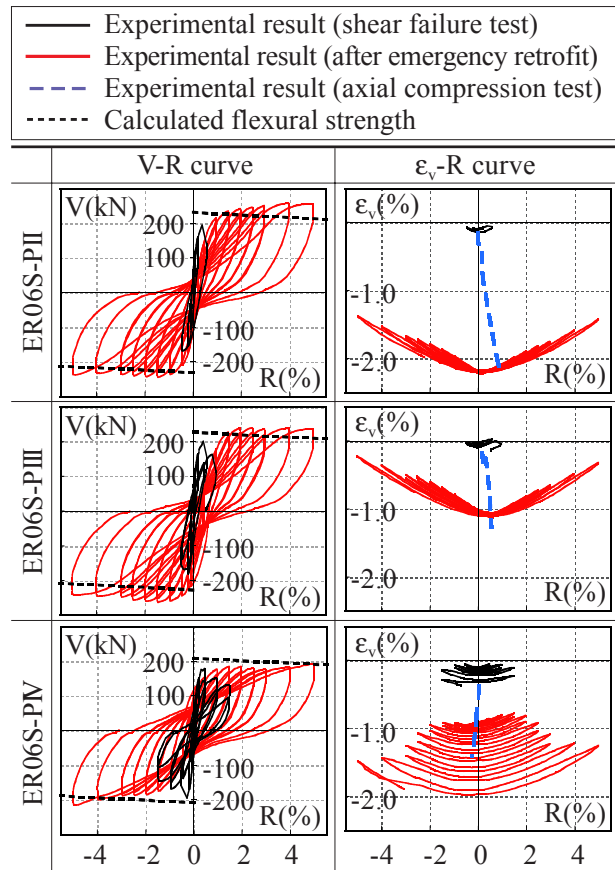 Experimental result (shear failure test)
Experimental result (after emergency retrofit)
Experimental result (axial compression test)
Calculated flexural strength
V-R curve
εv-R curve
ER06S-PII
V(kN)
200
100
-100
-200
R(%)
εv(%)
-1.0
-2.0
R(%)
ER06S-PIII
V(kN)
200
100
-100
-200
R(%)
εv(%)
-1.0
-2.0
R(%)
ER06S-PIV
V(kN)
200
100
-100
-200
R(%)
εv(%)
-1.0
-2.0
R(%)
-4 -2 0 2 4
-4 -2 0 2 4